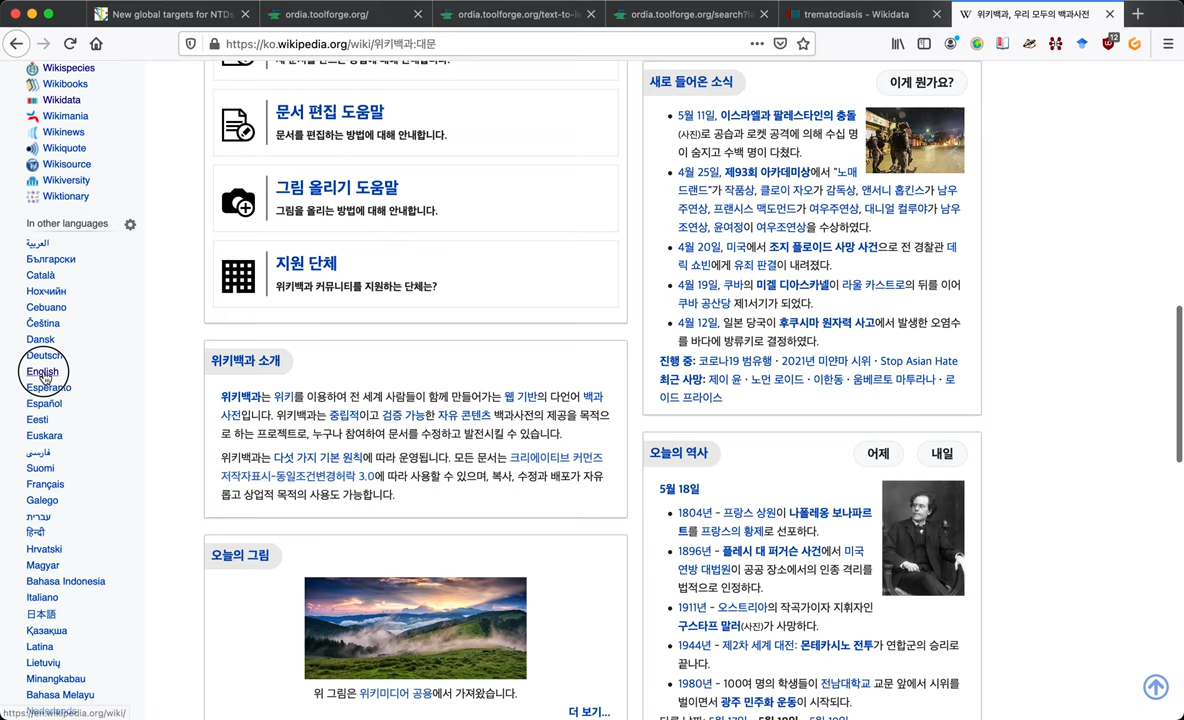 New global targets for NTDs
ordia.toolforge.org/
ordia.toolforge.org/text-to-le
ordia.toolforge.org/search?la
trematodiasis - Wikidata
위키백과, 우리 모두의 백과사전
https://ko.wikipedia.org/wiki/위키백과:대문
12
Wikispecies
Wikibooks
Wikidata
Wikimania
Wikinews
Wikiquote
Wikisource
Wikiversity
Wiktionary
In other languages
العربية
Български
Català
Нохчийн
Cebuano
Čeština
Dansk
Deutsch
English
Esperanto
Español
Eesti
Euskara
فارسی
Suomi
Français
Galego
עברית
हिन्दी
Hrvatski
Magyar
Bahasa Indonesia
Italiano
日本語
Қазақша
Latina
Lietuvių
Minangkabau
Bahasa Melayu
Nederlands
https://en.wikipedia.org/wiki/
문서 편집 도움말
문서를 편집하는 방법에 대해 안내합니다.
그림 올리기 도움말
그림을 올리는 방법에 대해 안내합니다.
지원 단체
위키백과 커뮤니티를 지원하는 단체는?
위키백과 소개
위키백과는 위키를 이용하여 전 세계 사람들이 함께 만들어가는 웹 기반의 다언어 백과
사전입니다. 위키백과는 중립적이고 검증 가능한 자유 콘텐츠 백과사전의 제공을 목적으
로 하는 프로젝트로, 누구나 참여하여 문서를 수정하고 발전시킬 수 있습니다.
위키백과는 다섯 가지 기본 원칙에 따라 운영됩니다. 모든 문서는 크리에이티브 커먼즈
저작자표시-동일조건변경허락 3.0에 따라 사용할 수 있으며, 복사, 수정과 배포가 자유
롭고 상업적 목적의 사용도 가능합니다.
오늘의 그림
위 그림은 위키미디어 공용에서 가져왔습니다.
더 보기...
새로 들어온 소식
이게 뭔가요?
5월 11일, 이스라엘과 팔레스타인의 충돌
(사진)로 공습과 로켓 공격에 의해 수십 명
이 숨지고 수백 명이 다쳤다.
4월 25일, 제93회 아카데미상에서 "노매
드랜드"가 작품상, 클로이 자오가 감독상, 앤서니 홉킨스가 남우
주연상, 프랜시스 맥도먼드가 여우주연상, 대니얼 컬루야가 남우
조연상, 윤여정이 여우조연상을 수상하였다.
4월 20일, 미국에서 조지 플로이드 사망 사건으로 전 경찰관 데
릭 쇼빈에게 유죄 판결이 내려졌다.
4월 19일, 쿠바의 미겔 디아스카넬이 라울 카스트로의 뒤를 이어
쿠바 공산당 제1서기가 되었다.
4월 12일, 일본 당국이 후쿠시마 원자력 사고에서 발생한 오염수
를 바다에 방류키로 결정하였다.
진행 중: 코로나19 범유행 · 2021년 미얀마 시위 · Stop Asian Hate
최근 사망: 제이 윤 · 노먼 로이드 · 이한동 · 움베르토 마투라나 · 로
이드 프라이스
오늘의 역사
어제
내일
5월 18일
1804년 – 프랑스 상원이 나폴레옹 보나파르
트를 프랑스의 황제로 선포하다.
1896년 – 플레시 대 퍼거슨 사건에서 미국
연방 대법원이 공공 장소에서의 인종 격리를
법적으로 인정하다.
1911년 – 오스트리아의 작곡가이자 지휘자인
구스타프 말러(사진)가 사망하다.
1944년 – 제2차 세계 대전: 몬테카시노 전투가 연합군의 승리로
끝나다.
1980년 – 100여 명의 학생들이 전남대학교 교문 앞에서 시위를
벌이면서 광주 민주화 운동이 시작되다.